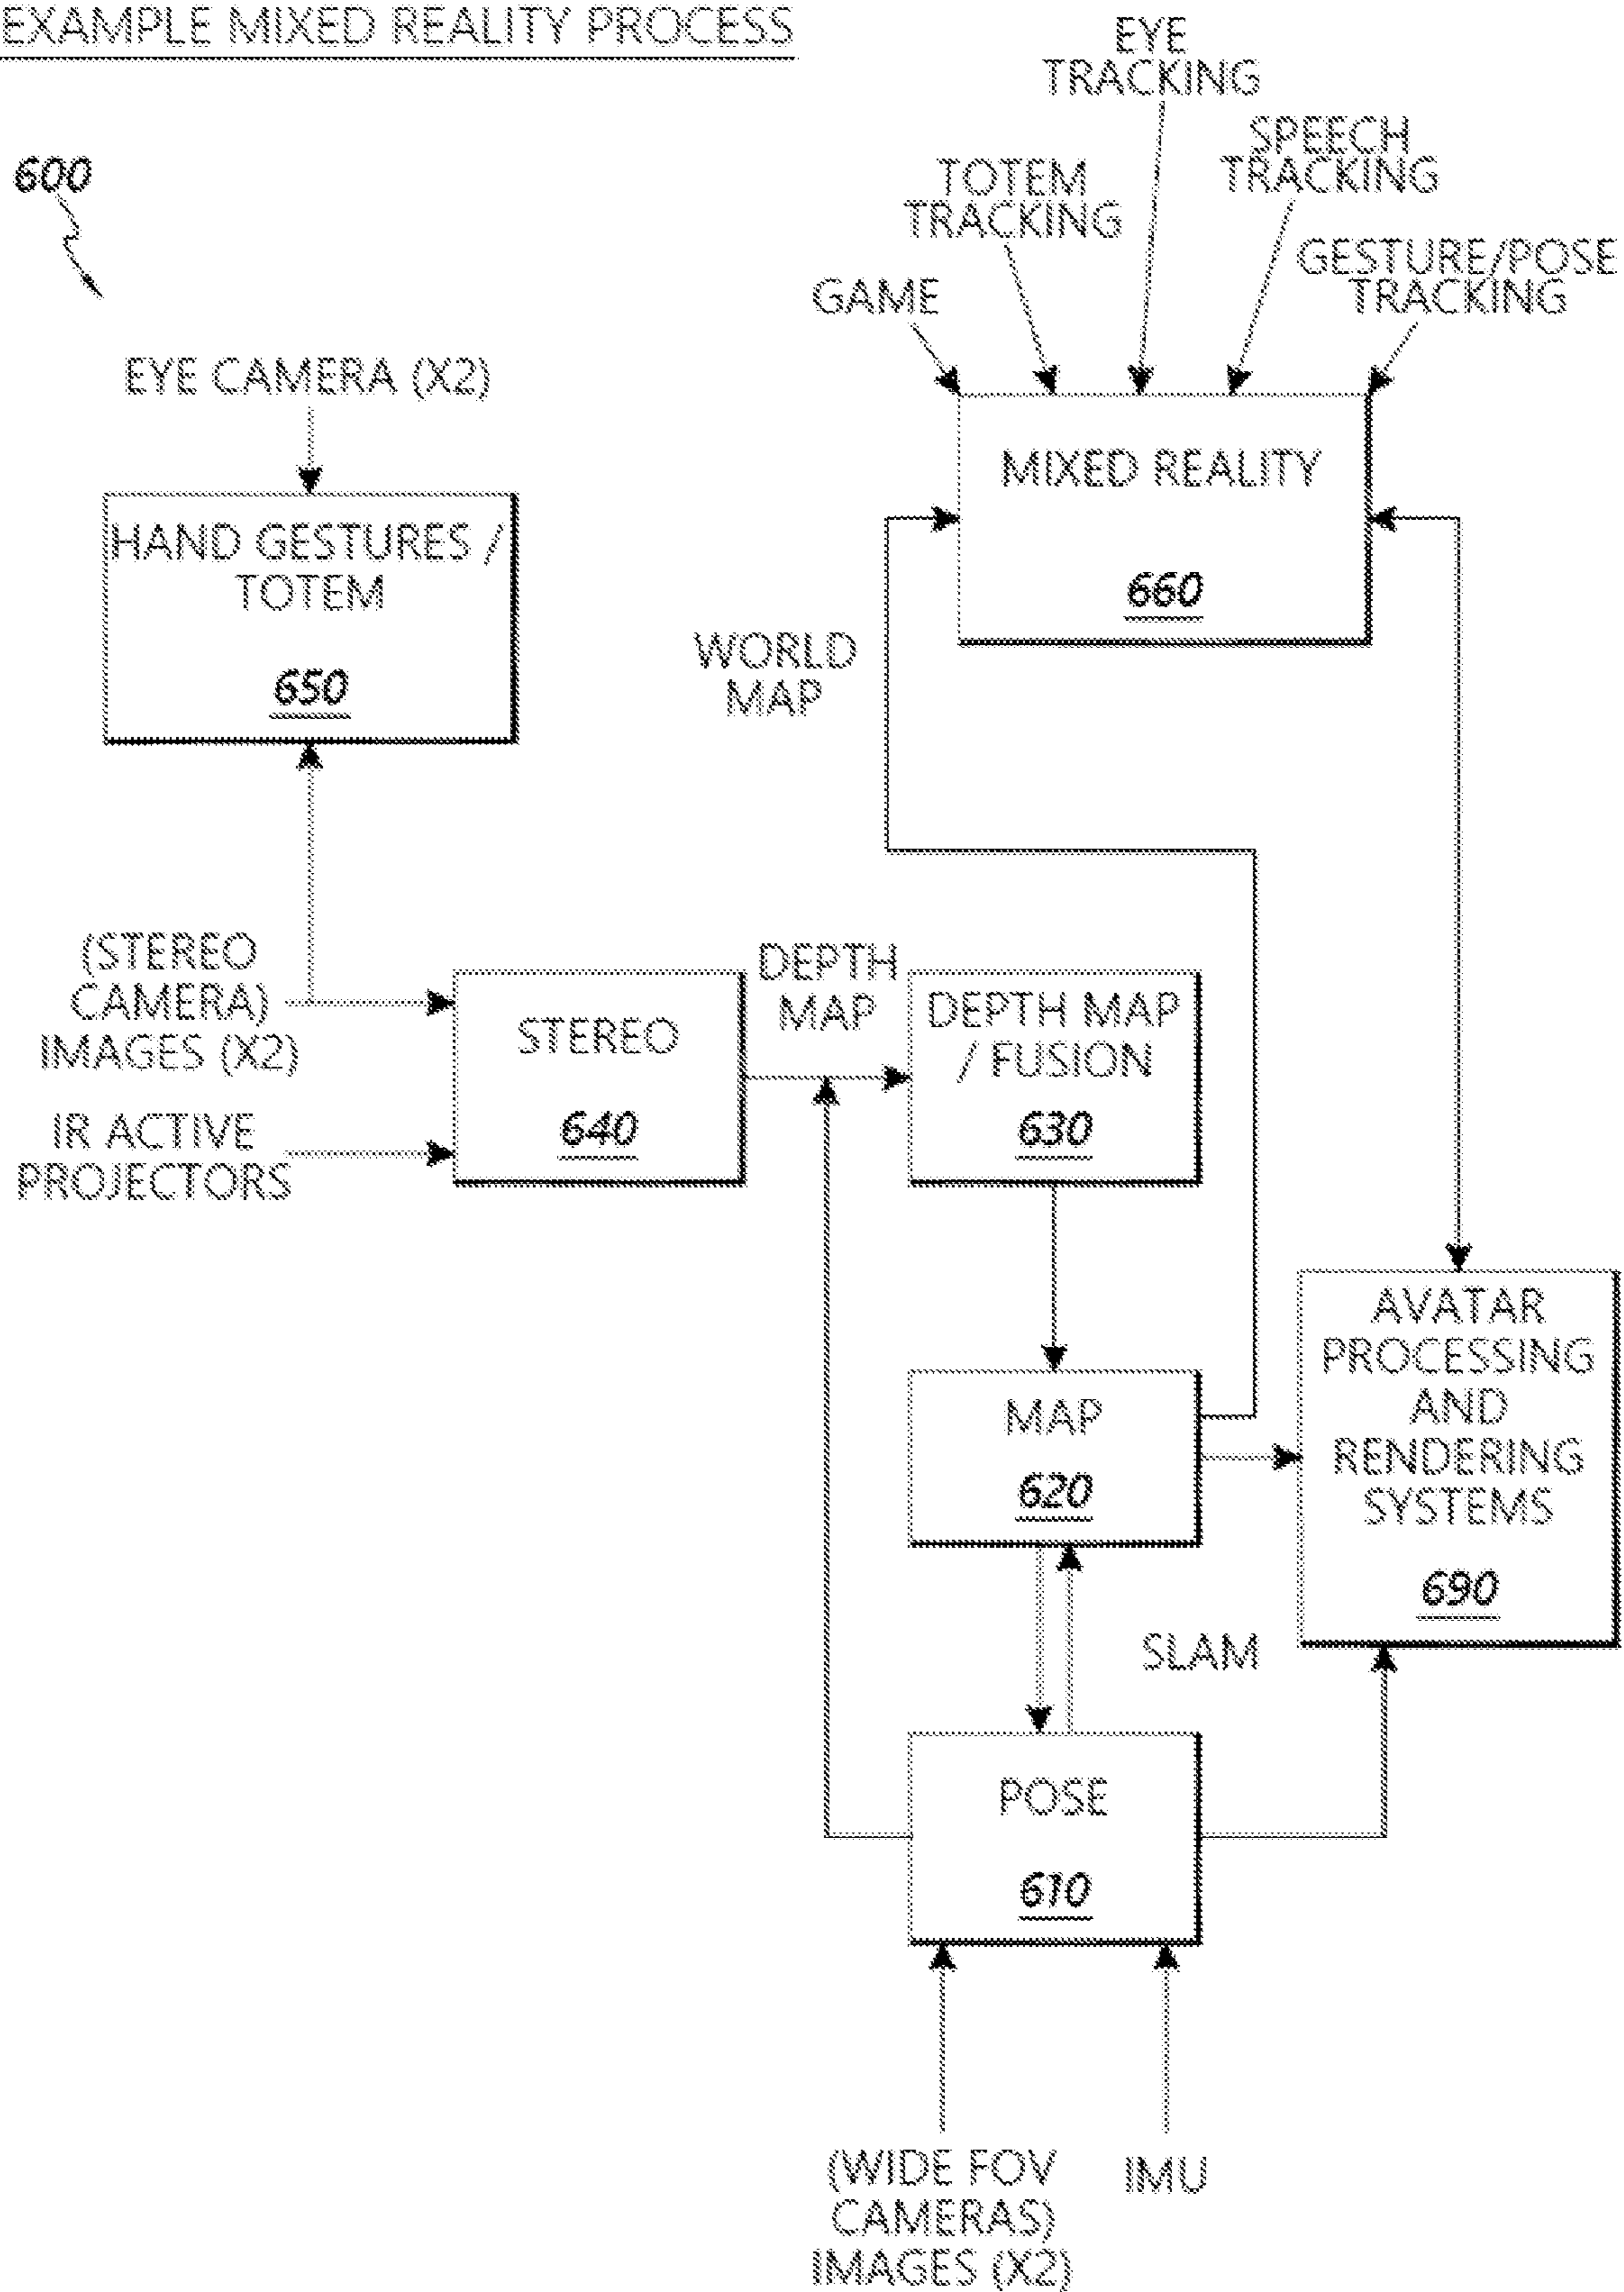 EXAMPLE MIXED REALITY PROCESS
600
EYE
TRACKING
SPEECH
TRACKING
TOTEM
TRACKING
GESTURE/POSE
TRACKING
GAME
EYE CAMERA (X2)
MIXED REALITY
660
HAND GESTURES /
TOTEM
650
WORLD
MAP
(STEREO
CAMERA)
IMAGES (X2)
IR ACTIVE
PROJECTORS
STEREO
640
DEPTH
MAP
DEPTH MAP
/ FUSION
630
MAP
620
AVATAR
PROCESSING
AND
RENDERING
SYSTEMS
690
SLAM
POSE
610
(WIDE FOV
CAMERAS)
IMAGES (X2)
IMU